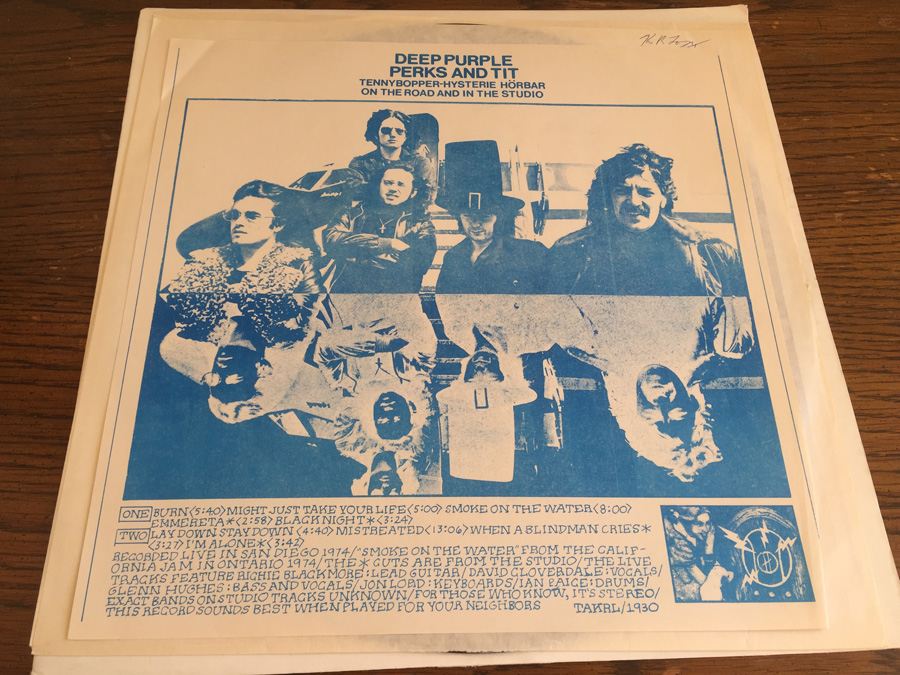 DEEP PURPLE
PERKS AND TIT
TENNYBOPPER-HYSTERIE HÖRBAR
ON THE ROAD AND IN THE STUDIO
ONE BURN <5:40> MIGHT JUST TAKE YOUR LIFE <5:00> SMOKE ON THE WATER <8:00>
EMMERETA* <2:58> BLACK NIGHT* <3:24>
TWO LAY DOWN STAY DOWN <4:40> MISTREATED <13:06> WHEN A BLINDMAN CRIES*
<3:27> I'M ALONE* <3:42>
RECORDED LIVE IN SAN DIEGO 1974/"SMOKE ON THE WATER" FROM THE CALIF-
ORNIA JAM IN ONTARIO 1974/THE * CUTS ARE FROM THE STUDIO/THE LIVE
TRACKS FEATURE RICHIE BLACKMORE: LEAD GUITAR/DAVID CLOVERDALE: VOCALS/
GLENN HUGHES: BASS AND VOCALS/JON LORD: KEYBOARDS/IAN PAICE: DRUMS/
EXACT BANDS ON STUDIO TRACKS UNKNOWN/FOR THOSE WHO KNOW, IT'S STEREO/
THIS RECORD SOUNDS BEST WHEN PLAYED FOR YOUR NEIGHBORS TAKRL/1930